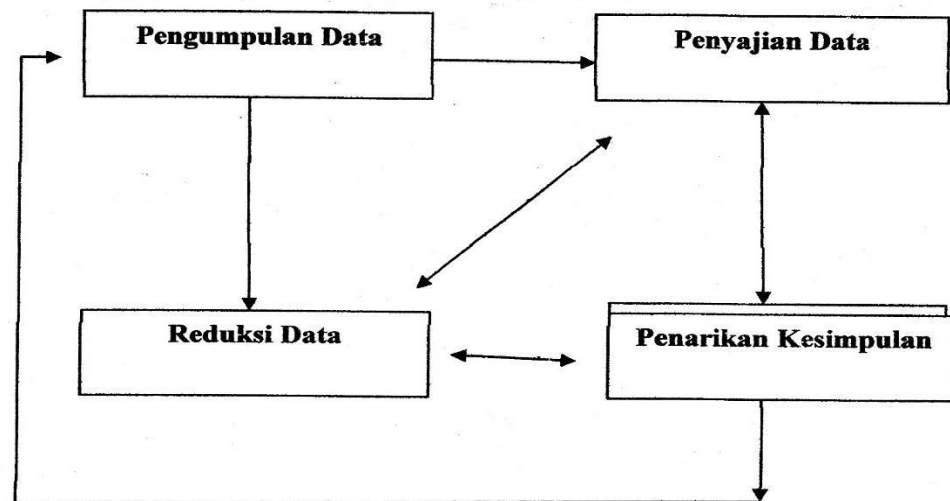 Pengumpulan Data
Penyajian Data
Reduksi Data
Penarikan Kesimpulan